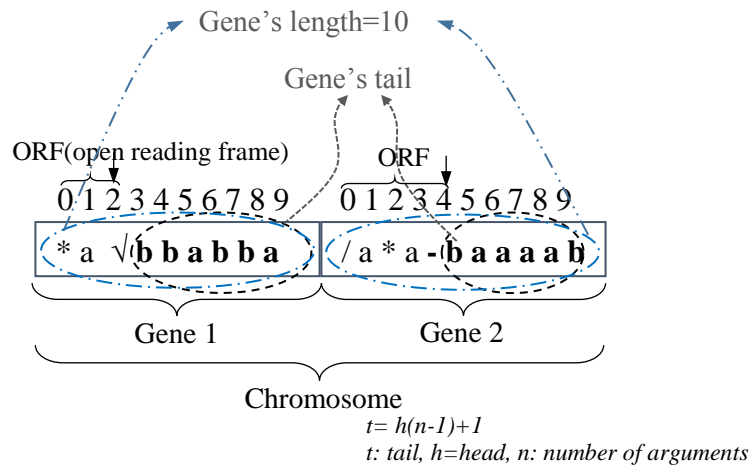 Gene's length=10
Gene's tail
ORF(open reading frame) ORF
0 1 2 3 4 5 6 7 8 9 0 1 2 3 4 5 6 7 8 9
* a √ b b a b b a / a * a - b a a a a b
Gene 1 Gene 2
Chromosome
t= h(n-1)+1
t: tail, h=head, n: number of arguments